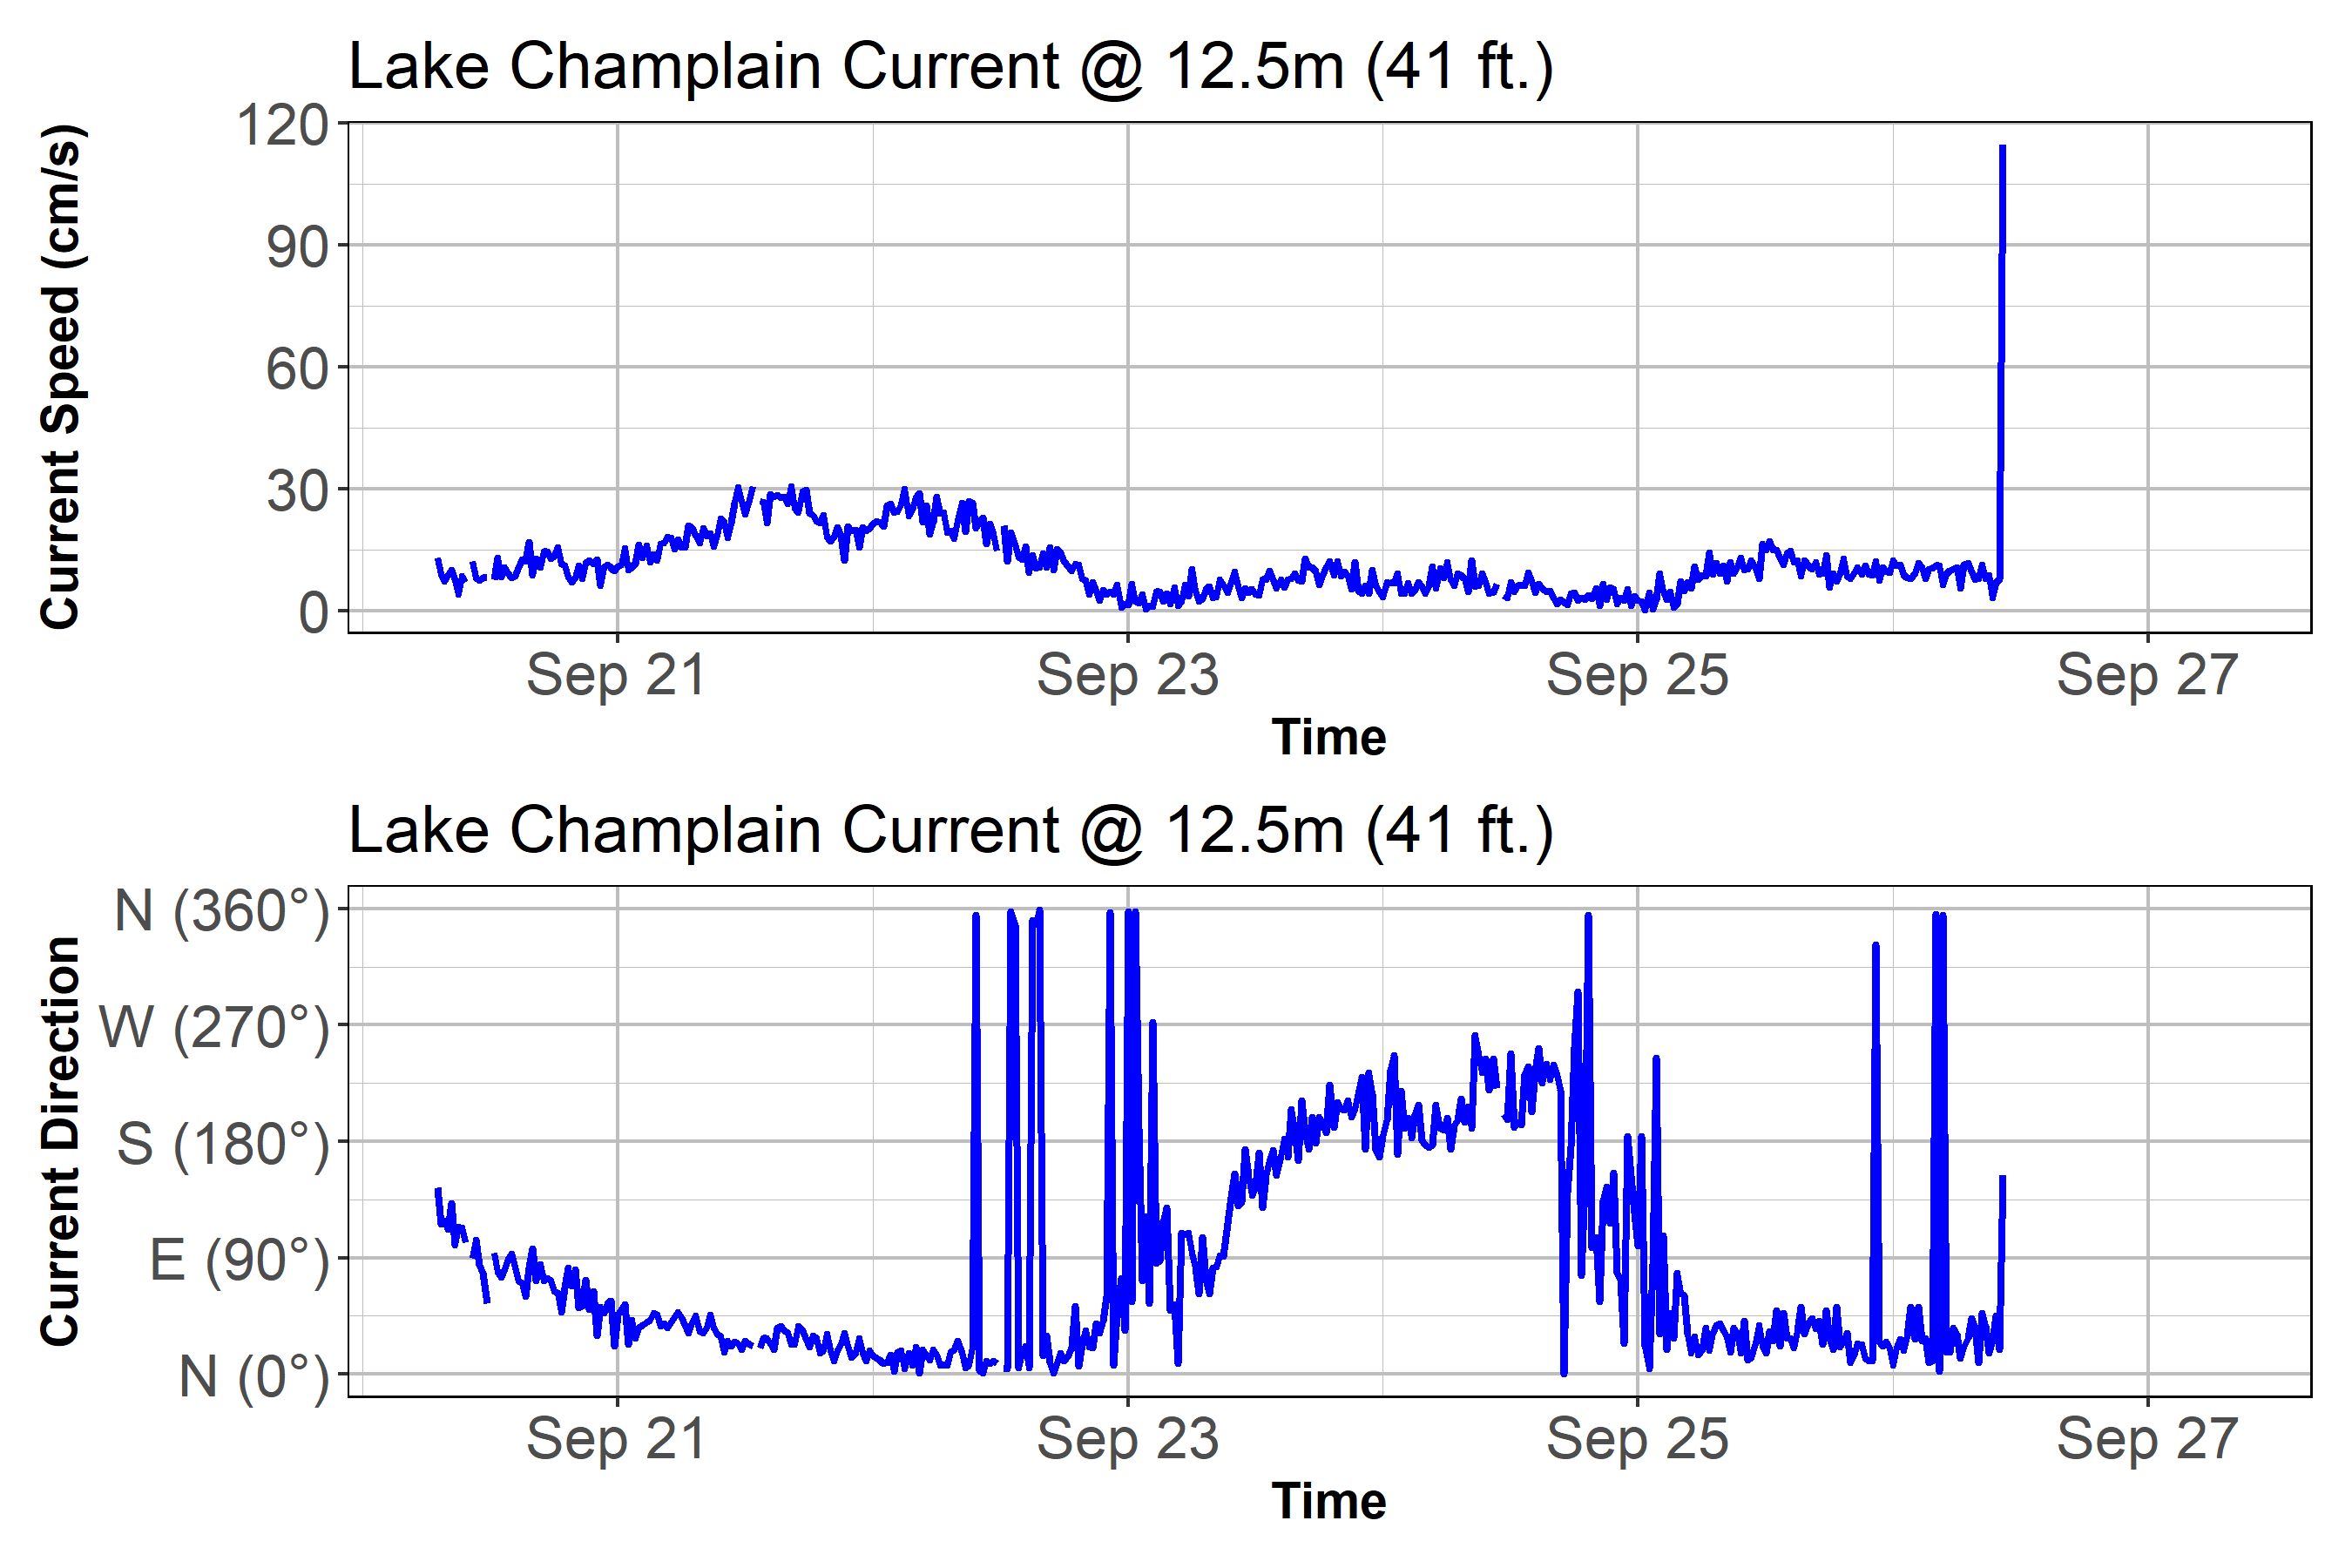 Lake Champlain Current @ 12.5m (41 ft.)
Current Speed (cm/s)
120
90
60
30
0
Sep 21 Sep 23 Sep 25 Sep 27
Time
Lake Champlain Current @ 12.5m (41 ft.)
Current Direction
N (360°)
W (270°)
S (180°)
E (90°)
N (0°)
Sep 21 Sep 23 Sep 25 Sep 27
Time